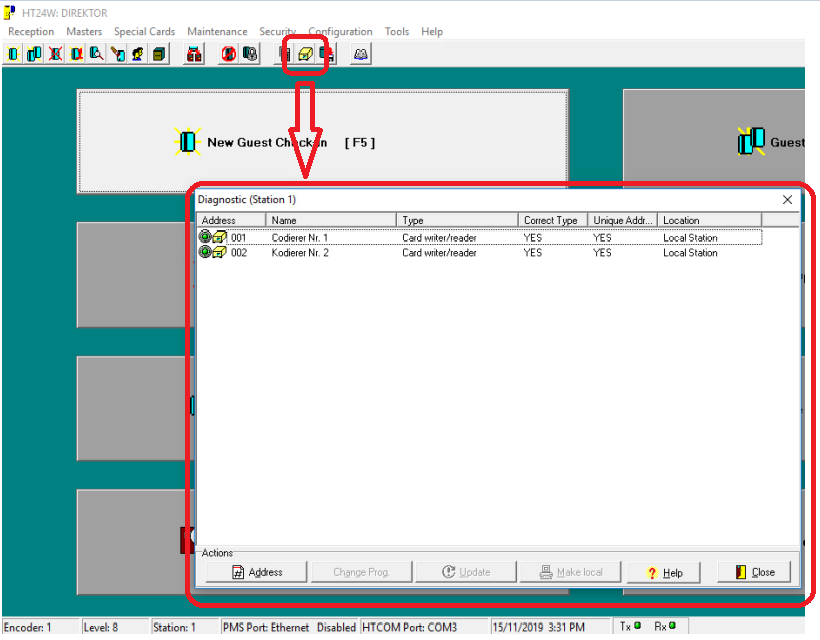 HT24W: DIREKTOR
Reception Masters Special Cards Maintenance Security Configuration Tools Help
New Guest Check-In [ F5 ]
Guest
Diagnostic (Station 1)
Address Name Type Correct Type Unique Addr... Location
001 Codierer Nr. 1 Card writer/reader YES YES Local Station
002 Kodierer Nr. 2 Card writer/reader YES YES Local Station
Actions
Address Change Prog. Update Make local Help Close
Encoder: 1 Level: 8 Station: 1 PMS Port: Ethernet Disabled HTCOM Port: COM3 15/11/2019 3:31 PM Tx Rx